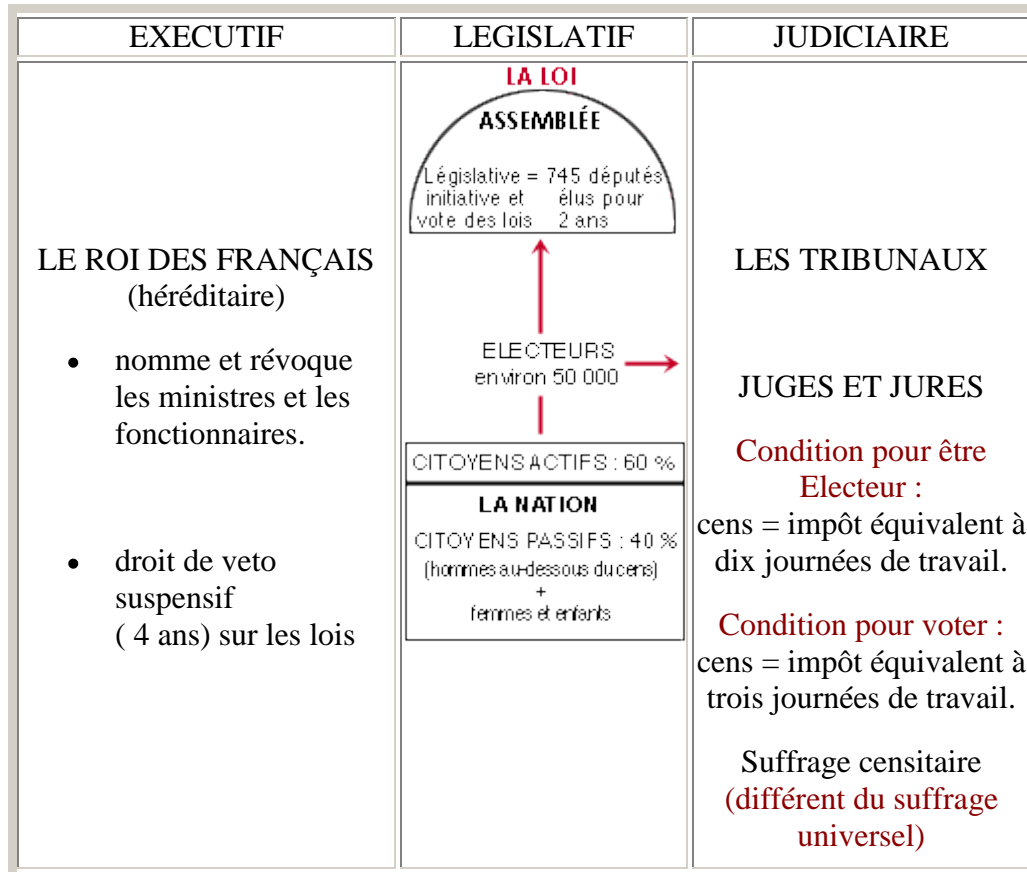 EXECUTIF
LEGISLATIF
JUDICIAIRE
LE ROI DES FRANÇAIS
(héréditaire)
• nomme et révoque
les ministres et les
fonctionnaires.
• droit de veto
suspensif
( 4 ans) sur les lois
LA LOI
ASSEMBLÉE
Législative = 745 députés
initiative et élus pour
vote des lois 2 ans
ELECTEURS
environ 50 000
CITOYENS ACTIFS : 60 %
LA NATION
CITOYENS PASSIFS : 40 %
(hommes au-dessous du cens)
+
femmes et enfants
LES TRIBUNAUX
JUGES ET JURES
Condition pour être
Electeur :
cens = impôt équivalent à
dix journées de travail.
Condition pour voter :
cens = impôt équivalent à
trois journées de travail.
Suffrage censitaire
(différent du suffrage
universel)